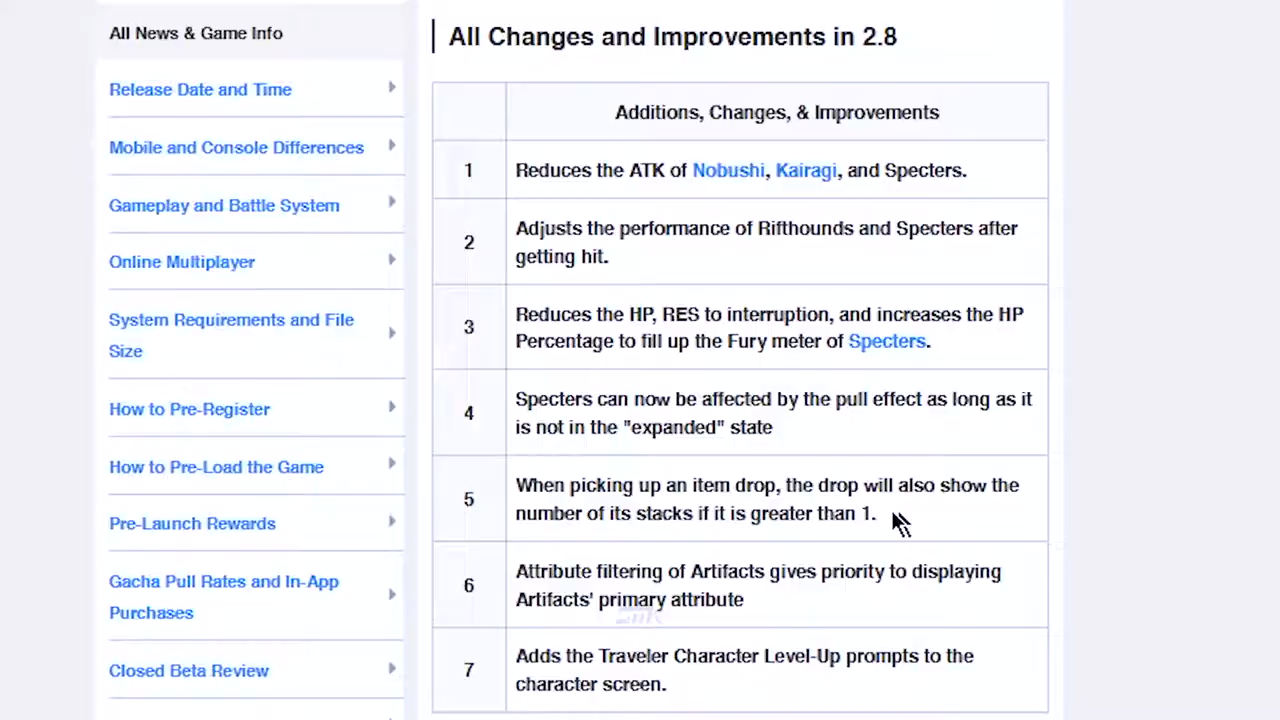 All News & Game Info
Release Date and Time
Mobile and Console Differences
Gameplay and Battle System
Online Multiplayer
System Requirements and File
Size
How to Pre-Register
How to Pre-Load the Game
Pre-Launch Rewards
Gacha Pull Rates and In-App
Purchases
Closed Beta Review
All Changes and Improvements in 2.8
Additions, Changes, & Improvements
1 Reduces the ATK of Nobushi, Kairagi, and Specters.
2 Adjusts the performance of Rifthounds and Specters after
getting hit.
3 Reduces the HP, RES to interruption, and increases the HP
Percentage to fill up the Fury meter of Specters.
4 Specters can now be affected by the pull effect as long as it
is not in the "expanded" state
5 When picking up an item drop, the drop will also show the
number of its stacks if it is greater than 1.
6 Attribute filtering of Artifacts gives priority to displaying
Artifacts' primary attribute
7 Adds the Traveler Character Level-Up prompts to the
character screen.